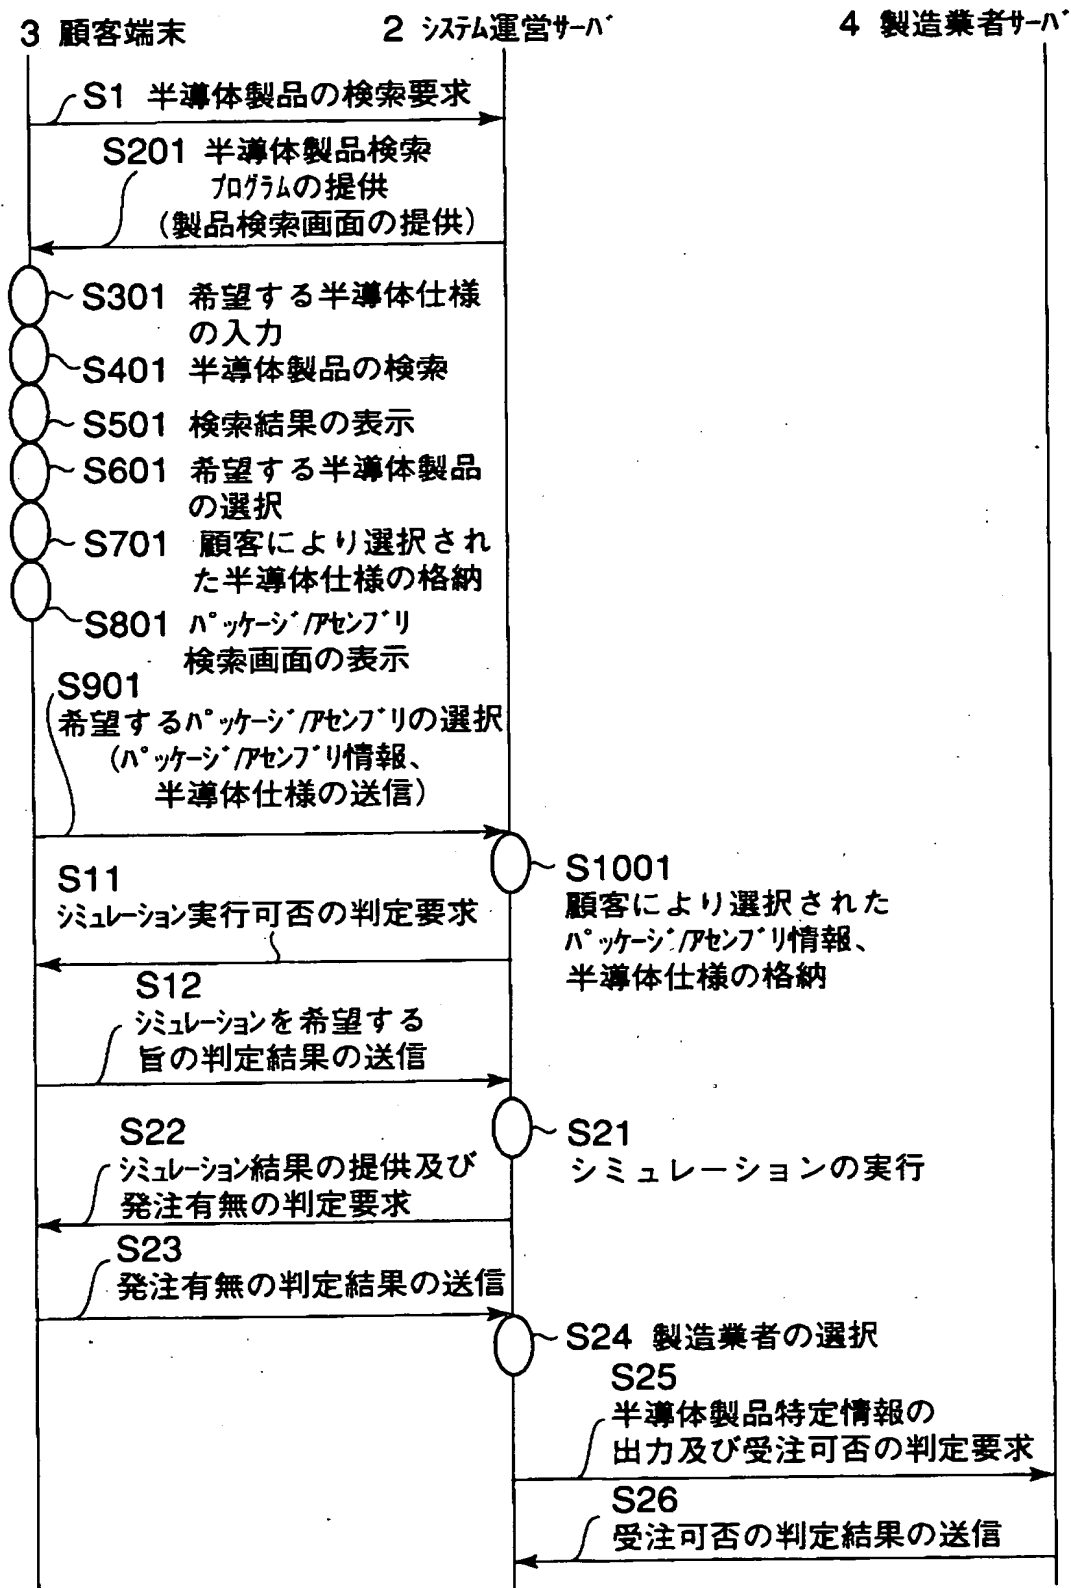 3 顧客端末
2 システム運営サーバ
4 製造業者サーバ
S1 半導体製品の検索要求
S201 半導体製品検索
プログラムの提供
(製品検索画面の提供)
S301 希望する半導体仕様
の入力
S401 半導体製品の検索
S501 検索結果の表示
S601 希望する半導体製品
の選択
S701 顧客により選択され
た半導体仕様の格納
S801 パッケージ/アセンブリ
検索画面の表示
S901
希望するパッケージ/アセンブリの選択
(パッケージ/アセンブリ情報、
半導体仕様の送信)
S1001
顧客により選択された
パッケージ/アセンブリ情報、
半導体仕様の格納
S11
シミュレーション実行可否の判定要求
S12
シミュレーションを希望する
旨の判定結果の送信
S21
シミュレーションの実行
S22
シミュレーション結果の提供及び
発注有無の判定要求
S23
発注有無の判定結果の送信
S24 製造業者の選択
S25
半導体製品特定情報の
出力及び受注可否の判定要求
S26
受注可否の判定結果の送信